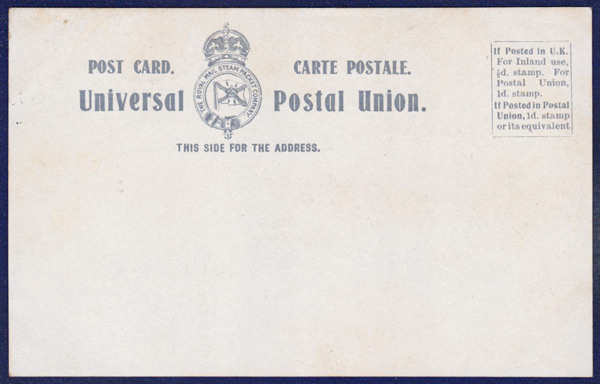 POST CARD. CARTE POSTALE.
THE ROYAL MAIL STEAM PACKET COMPANY
Universal Postal Union.
THIS SIDE FOR THE ADDRESS.
If Posted in U.K.
For Inland use,
½d. stamp. For
Postal Union,
1d. stamp.
If Posted in Postal
Union, 1d. stamp
or its equivalent